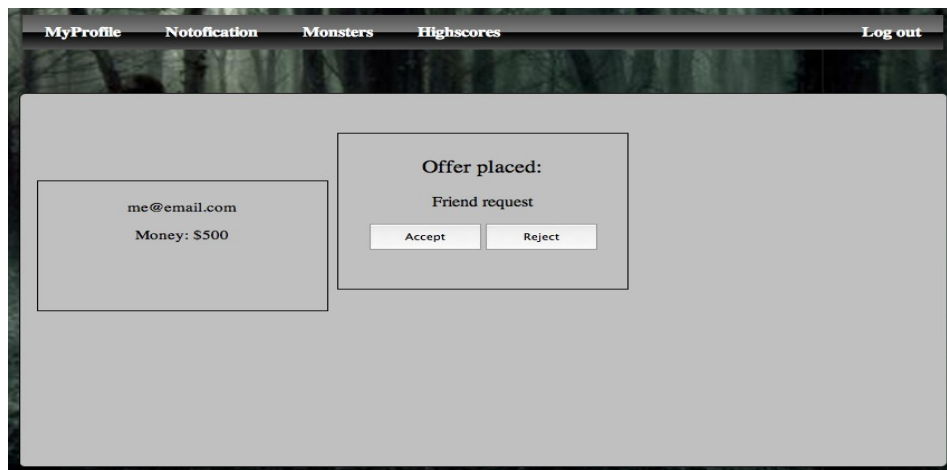 MyProfile Notofication Monsters Highscores Log out
me@email.com
Money: $500
Offer placed:
Friend request
Accept Reject